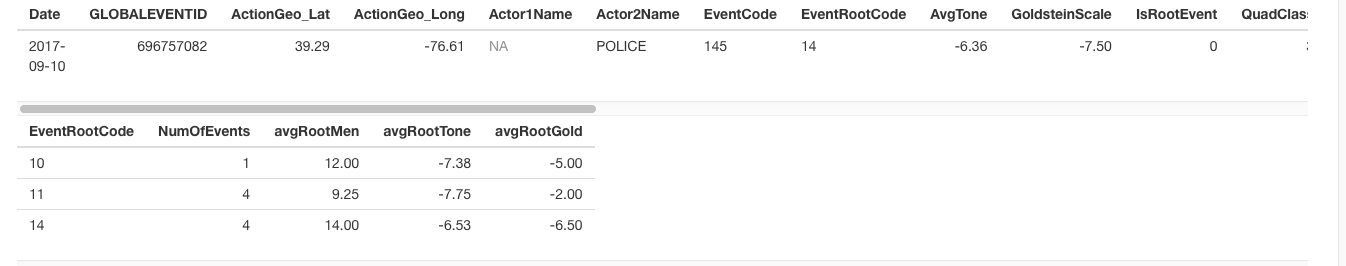 Date GLOBALEVENTID ActionGeo_Lat ActionGeo_Long Actor1Name Actor2Name EventCode EventRootCode AvgTone GoldsteinScale IsRootEvent
2017- 696757082 39.29 -76.61 NA POLICE 145 14 -6.36 -7.50 0
09-10
EventRootCode NumOfEvents avgRootMen avgRootTone avgRootGold
10 1 12.00 -7.38 -5.00
11 4 9.25 -7.75 -2.00
14 4 14.00 -6.53 -6.50